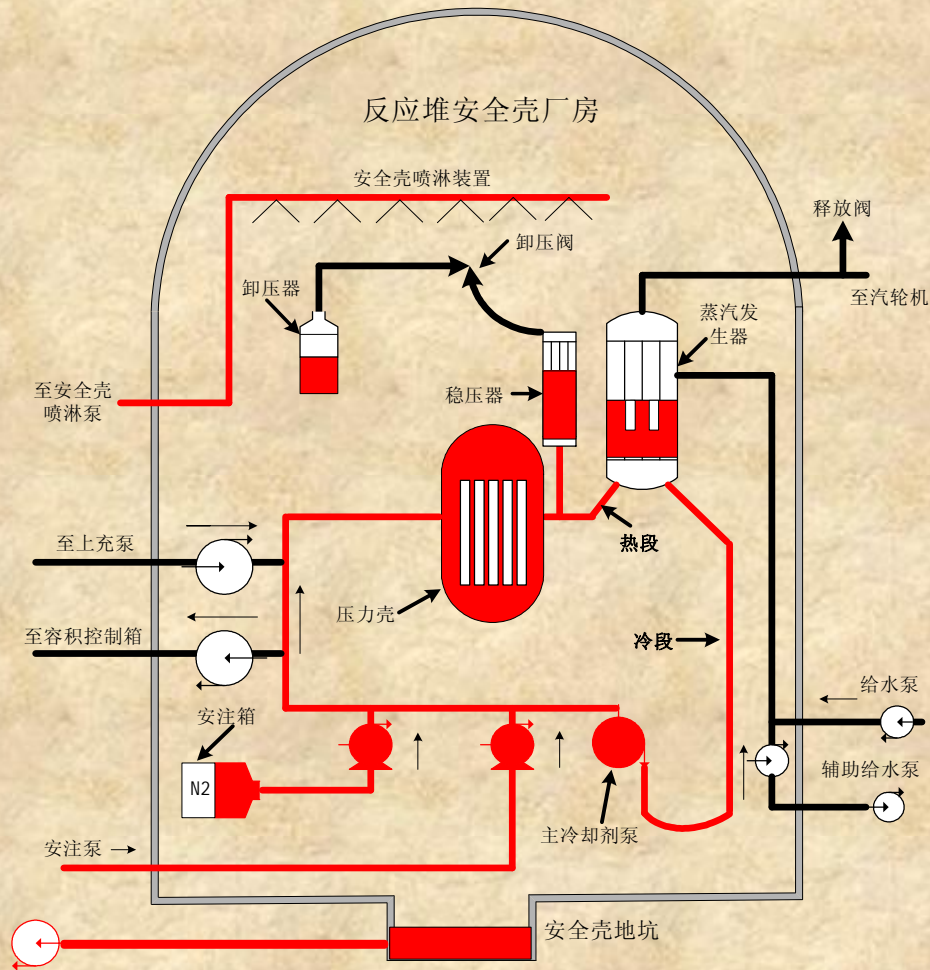 反应堆安全壳厂房
安全壳喷淋装置
释放阀
卸压阀
卸压器
至汽轮机
蒸汽发
生器
至安全壳
喷淋泵
稳压器
热段
至上充泵
压力壳
至容积控制箱
冷段
给水泵
安注箱
N2
辅助给水泵
主冷却剂泵
安注泵
安全壳地坑